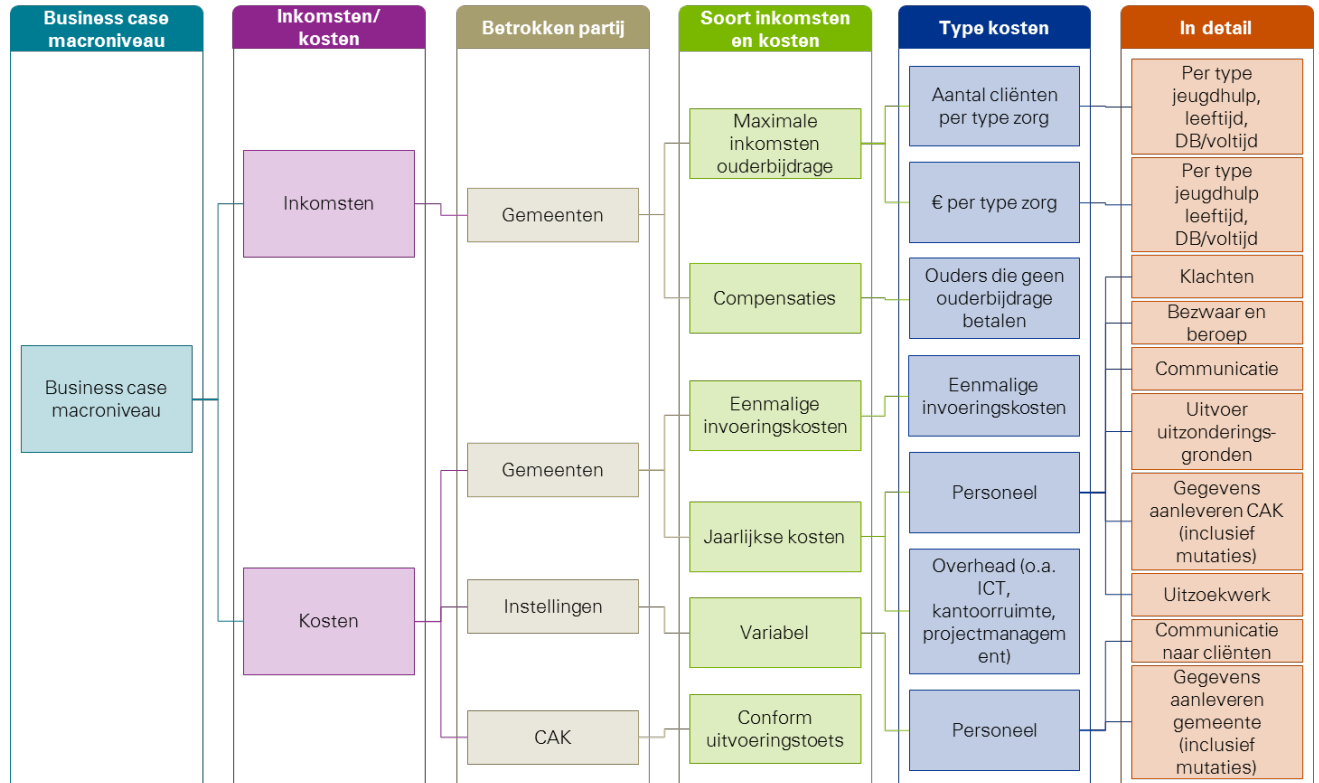 Business case
macroniveau
Inkomsten/
kosten
Betrokken partij
Soort inkomsten
en kosten
Type kosten
In detail
Business case
macroniveau
Inkomsten
Kosten
Gemeenten
Gemeenten
Instellingen
CAK
Maximale
inkomsten
ouderbijdrage
Compensaties
Eenmalige
invoeringskosten
Jaarlijkse kosten
Variabel
Conform
uitvoeringstoets
Aantal cliënten
per type zorg
€ per type zorg
Ouders die geen
ouderbijdrage
betalen
Eenmalige
invoeringskosten
Personeel
Overhead (o.a.
ICT,
kantoorruimte,
projectmanagem
ent)
Personeel
Per type
jeugdhulp,
leeftijd,
DB/voltijd
Per type
jeugdhulp
leeftijd,
DB/voltijd
Klachten
Bezwaar en
beroep
Communicatie
Uitvoer
uitzonderings-
gronden
Gegevens
aanleveren CAK
(inclusief
mutaties)
Uitzoekwerk
Communicatie
naar cliënten
Gegevens
aanleveren
gemeente
(inclusief
mutaties)